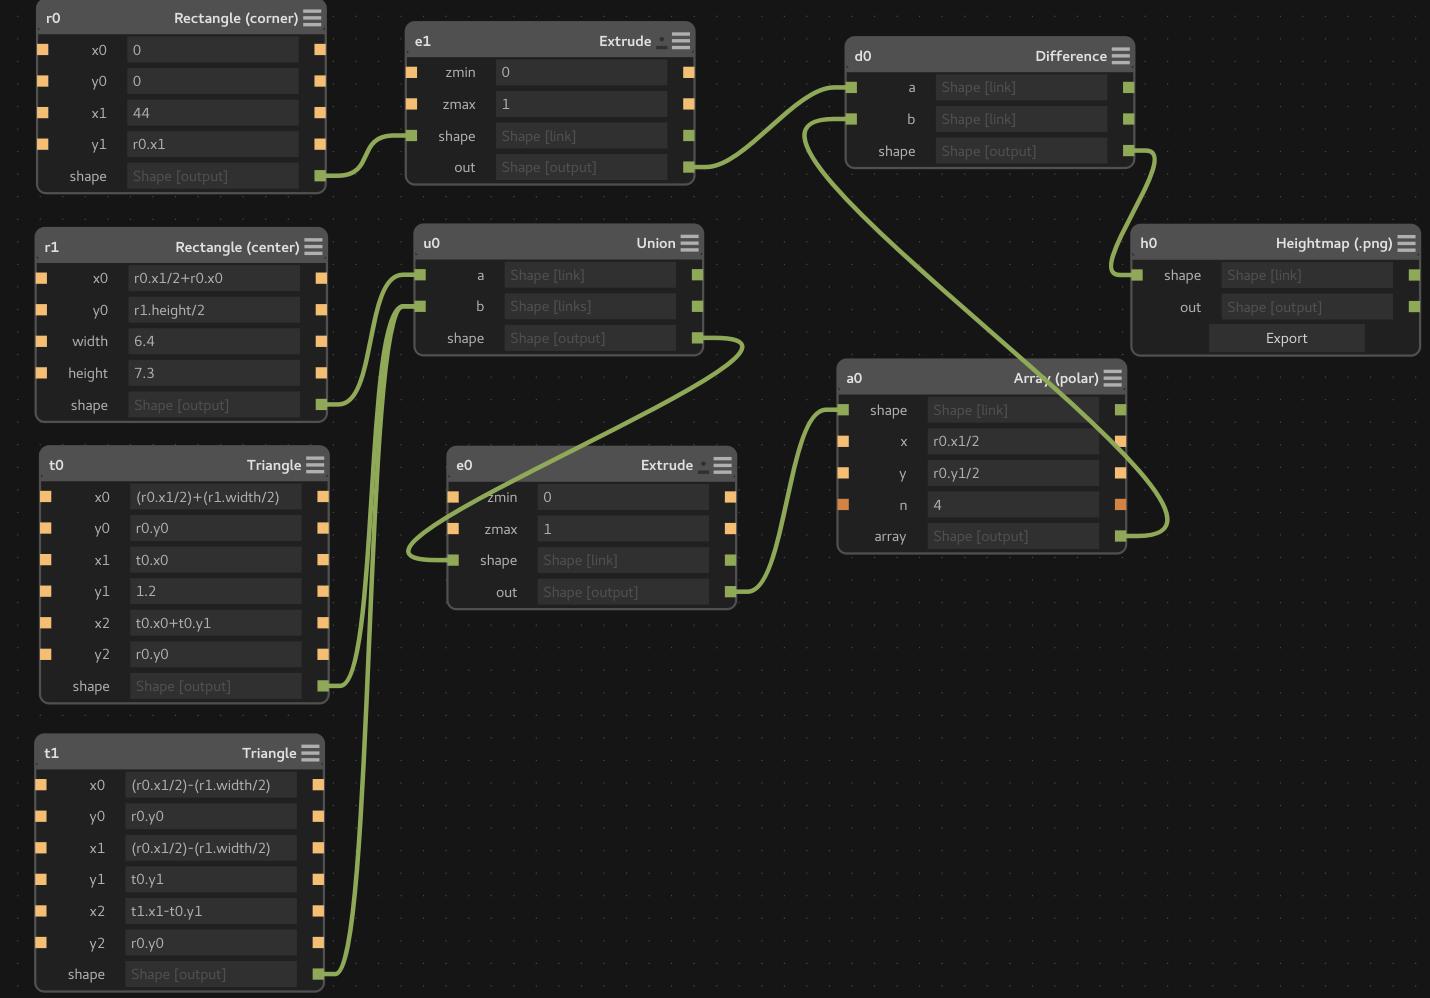 r0 Rectangle (corner)
x0 0
y0 0
x1 44
y1 r0.x1
shape Shape [output]
e1 Extrude
zmin 0
zmax 1
shape Shape [link]
out Shape [output]
d0 Difference
a Shape [link]
b Shape [link]
shape Shape [output]
r1 Rectangle (center)
x0 r0.x1/2+r0.x0
y0 r1.height/2
width 6.4
height 7.3
shape Shape [output]
u0 Union
a Shape [link]
b Shape [links]
shape Shape [output]
h0 Heightmap (.png)
shape Shape [link]
out Shape [output]
Export
t0 Triangle
x0 (r0.x1/2)+(r1.width/2)
y0 r0.y0
x1 t0.x0
y1 1.2
x2 t0.x0+t0.y1
y2 r0.y0
shape Shape [output]
e0 Extrude
zmin 0
zmax 1
shape Shape [link]
out Shape [output]
a0 Array (polar)
shape Shape [link]
x r0.x1/2
y r0.y1/2
n 4
array Shape [output]
t1 Triangle
x0 (r0.x1/2)-(r1.width/2)
y0 r0.y0
x1 (r0.x1/2)-(r1.width/2)
y1 t0.y1
x2 t1.x1-t0.y1
y2 r0.y0
shape Shape [output]